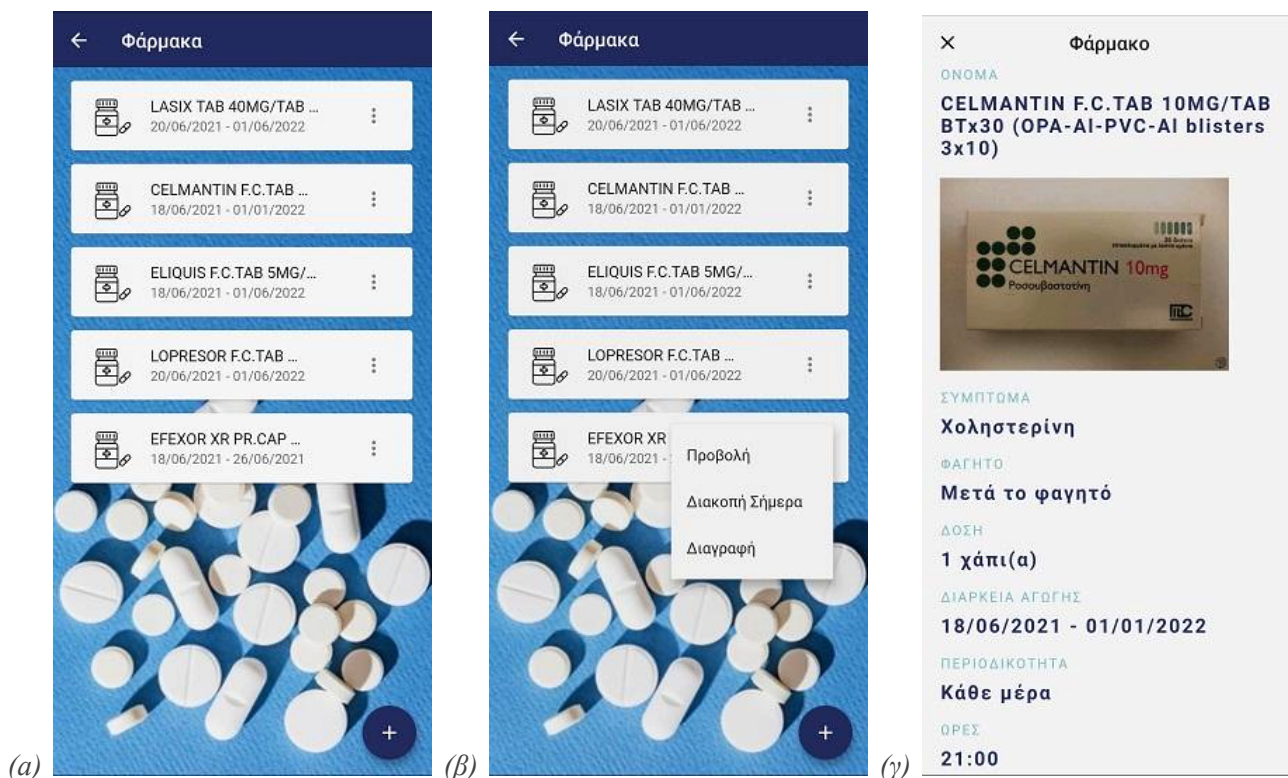 Φάρμακα
LASIX TAB 40MG/TAB ...
20/06/2021 - 01/06/2022
CELMANTIN F.C.TAB ...
18/06/2021 - 01/01/2022
ELIQUIS F.C.TAB 5MG/...
18/06/2021 - 01/06/2022
LOPRESOR F.C.TAB ...
20/06/2021 - 01/06/2022
EFEXOR XR PR.CAP ...
18/06/2021 - 26/06/2021
(α)
Φάρμακα
LASIX TAB 40MG/TAB ...
20/06/2021 - 01/06/2022
CELMANTIN F.C.TAB ...
18/06/2021 - 01/01/2022
ELIQUIS F.C.TAB 5MG/...
18/06/2021 - 01/06/2022
LOPRESOR F.C.TAB ...
20/06/2021 - 01/06/2022
EFEXOR XR
18/06/2021 -
Προβολή
Διακοπή Σήμερα
Διαγραφή
(β)
Φάρμακο
ΟΝΟΜΑ
CELMANTIN F.C.TAB 10MG/TAB
BTx30 (OPA-Al-PVC-Al blisters
3x10)
CELMANTIN 10mg
Ροσουβαστατίνη
ΣΥΜΠΤΩΜΑ
Χοληστερίνη
ΦΑΓΗΤΟ
Μετά το φαγητό
ΔΟΣΗ
1 χάπι(α)
ΔΙΑΡΚΕΙΑ ΑΓΩΓΗΣ
18/06/2021 - 01/01/2022
ΠΕΡΙΟΔΙΚΟΤΗΤΑ
Κάθε μέρα
ΩΡΕΣ
21:00
(γ)